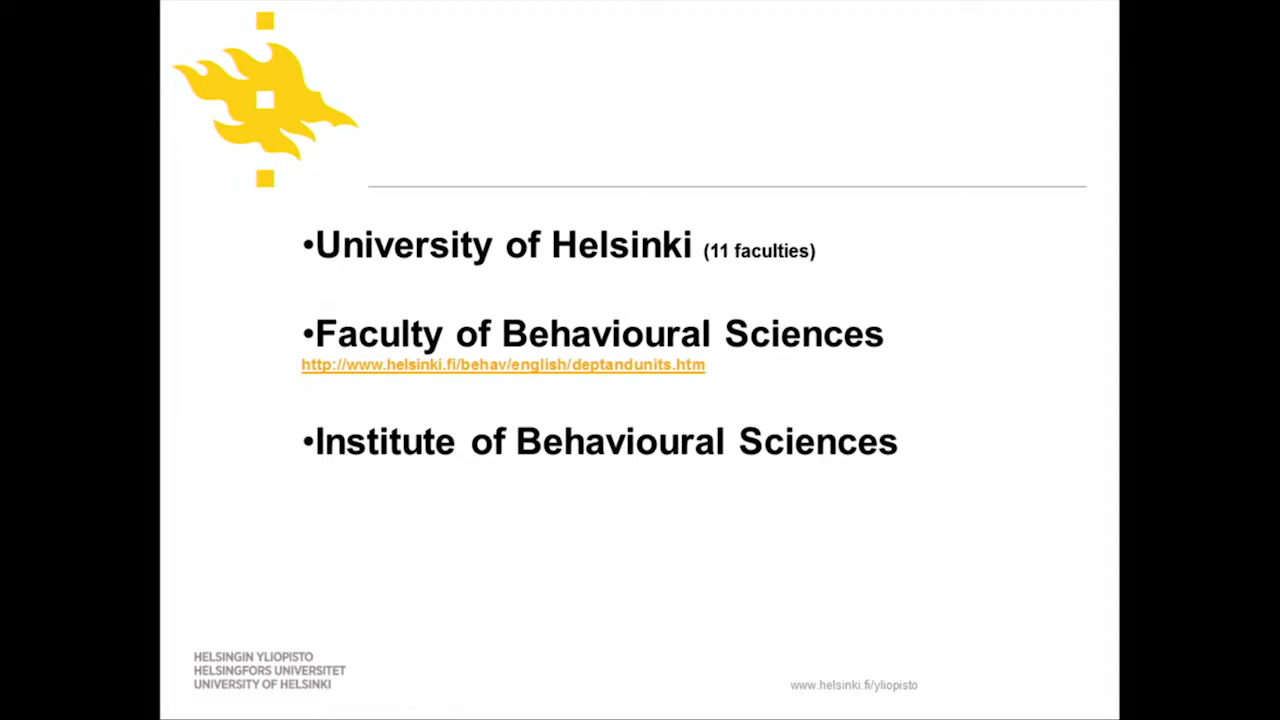 •University of Helsinki (11 faculties)
•Faculty of Behavioural Sciences
http://www.helsinki.fi/behav/english/deptandunits.htm
•Institute of Behavioural Sciences
HELSINGIN YLIOPISTO
HELSINGFORS UNIVERSITET
UNIVERSITY OF HELSINKI
www.helsinki.fi/yliopisto